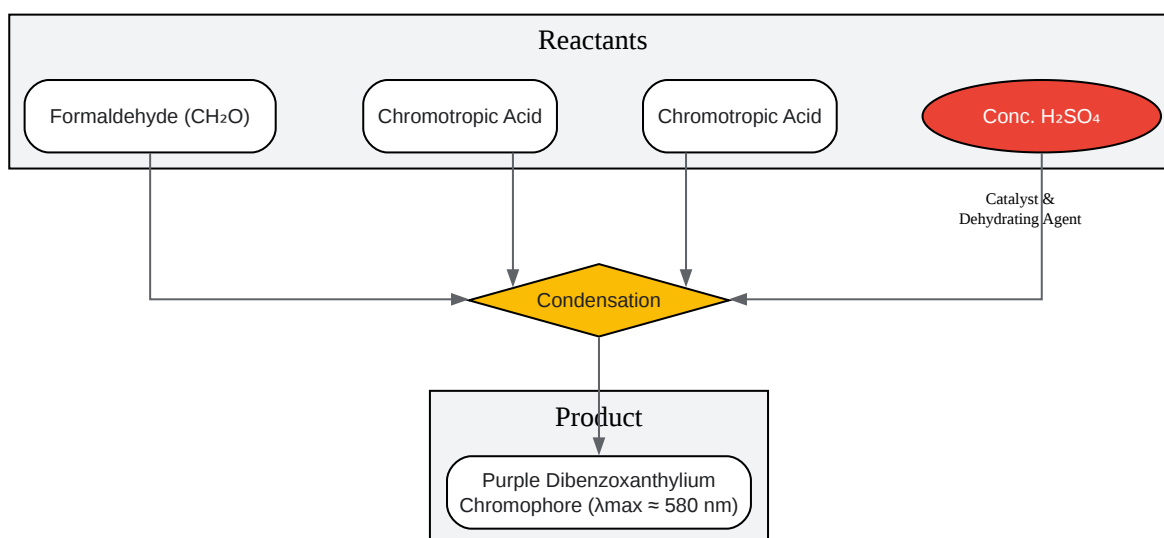 Reactants
Formaldehyde (CH₂O)
Chromotropic Acid
Chromotropic Acid
Conc. H₂SO₄
Catalyst &
Dehydrating Agent
Condensation
Product
Purple Dibenzoxanthylium
Chromophore (λmax ≈ 580 nm)